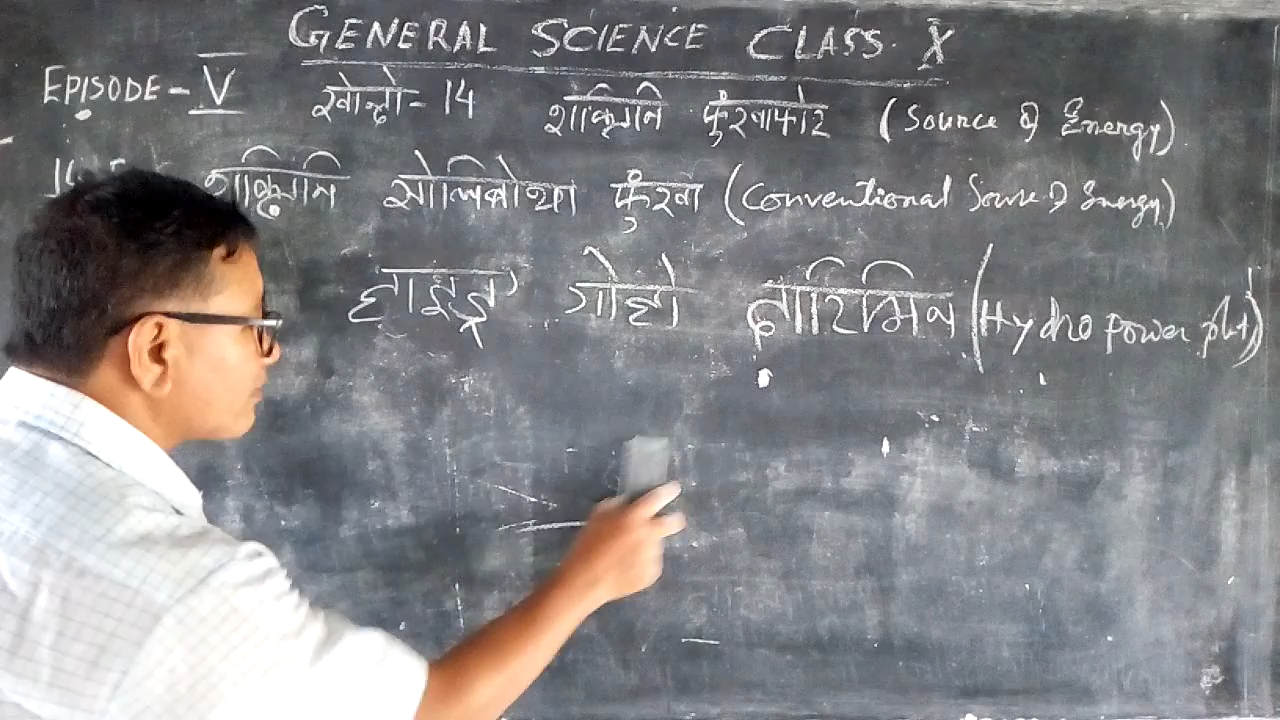 GENERAL SCIENCE CLASS X
EPISODE - V खोन्दो - 14 शक्तिनि फुंखाफोर (Source of Energy)
शक्तिनि सोलिबोथा फुंखा (Conventional Source of Energy)
हाइड्र' गोहो दारिमिन (Hydro power plant)